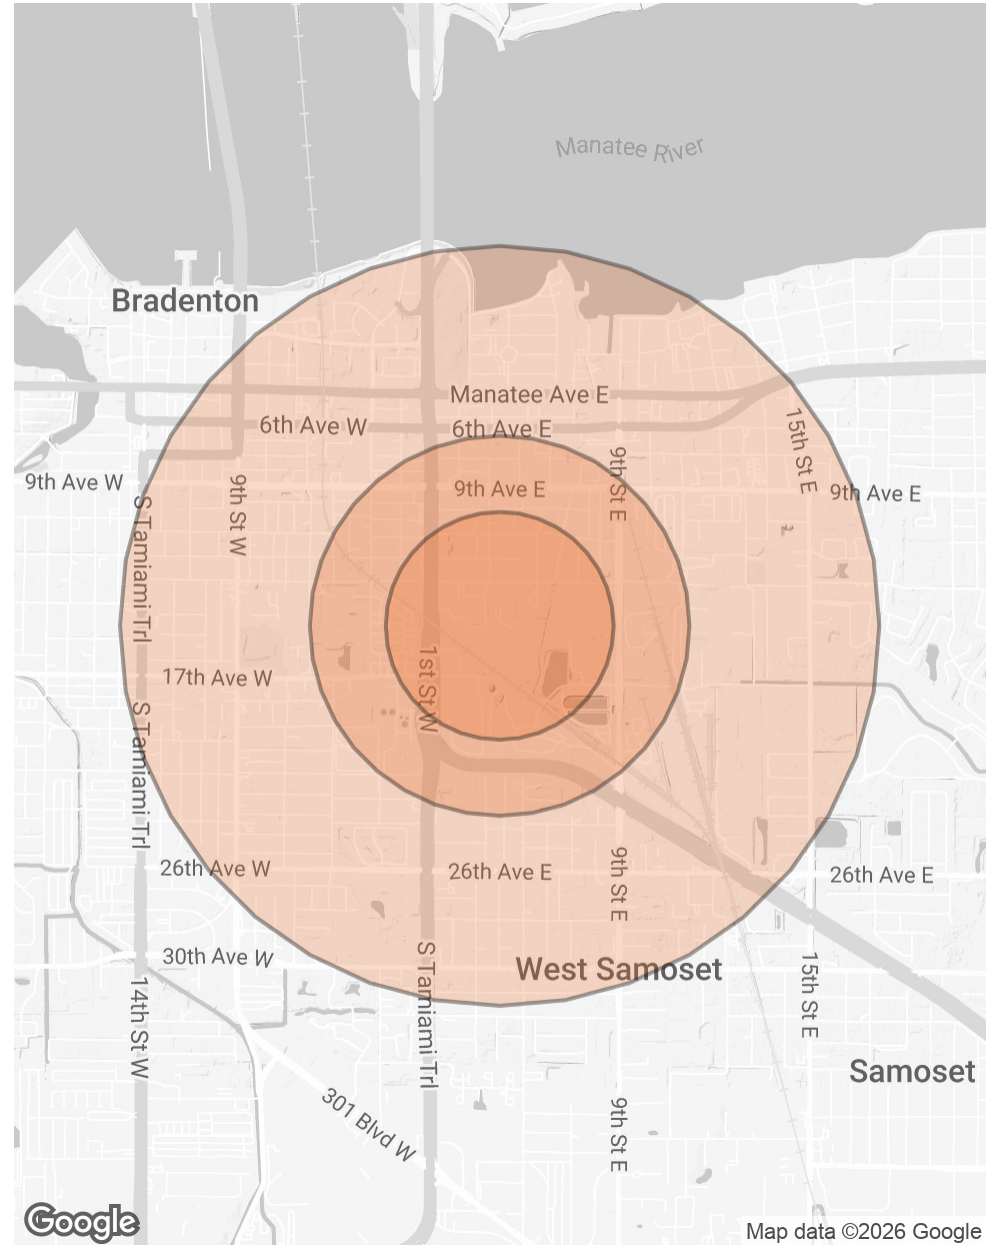 Manatee River
Bradenton
Manatee Ave E
6th Ave W
6th Ave E
15th St E
9th St E
9th Ave W
9th St W
9th Ave E
9th Ave E
S Tamiami Trl
1st St W
17th Ave W
S Tamiami Trl
26th Ave W
26th Ave E
9th St E
26th Ave E
30th Ave W
West Samoset
S Tamiami Trl
15th St E
14th St W
Samoset
301 Blvd W
9th St E
Google
Map data ©2026 Google